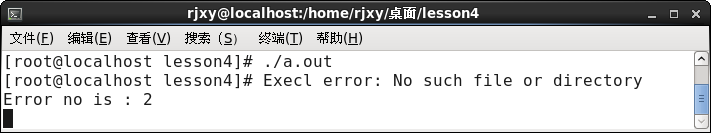 rjxy@localhost:/home/rjxy/桌面/lesson4
文件(F) 编辑(E) 查看(V) 搜索 (S) 终端(T) 帮助(H)
[root@localhost lesson4]# ./a.out
[root@localhost lesson4]# Execl error: No such file or directory
Error no is : 2